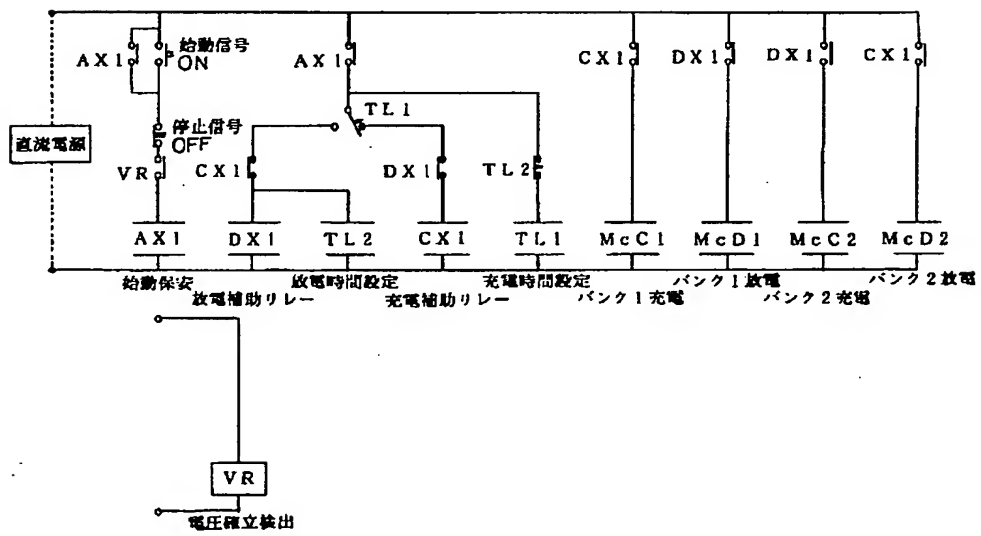 AX1
始動信号
ON
AX1
CX1
DX1
DX1
CX1
TL1
直流電源
停止信号
OFF
VR
CX1
DX1
TL2
AX1
DX1
TL2
CX1
TL1
McC1
McD1
McC2
McD2
始動保安
放電時間設定
充電時間設定
バンク1放電
バンク2放電
放電補助リレー
充電補助リレー
バンク1充電
バンク2充電
VR
電圧確立検出